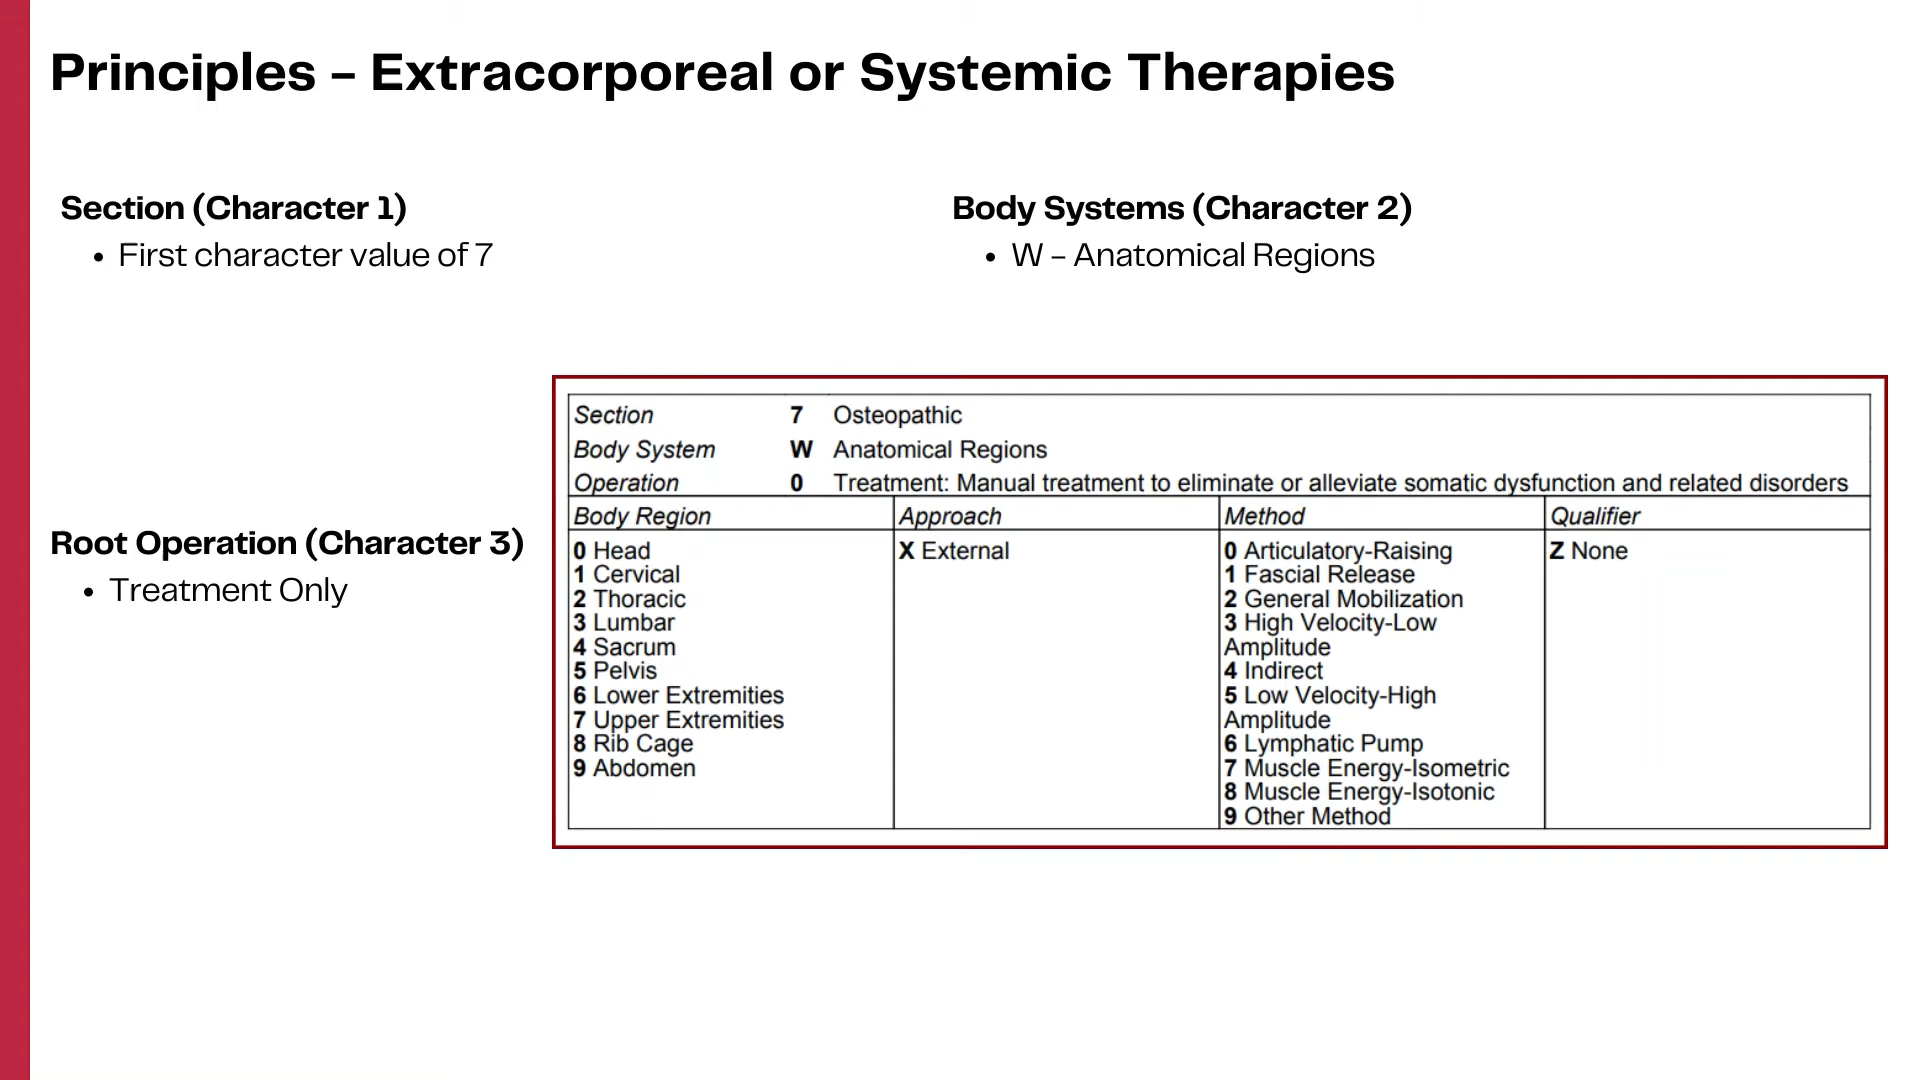 Principles – Extracorporeal or Systemic Therapies
Section (Character 1)
• First character value of 7
Body Systems (Character 2)
• W – Anatomical Regions
Root Operation (Character 3)
• Treatment Only
Section 7 Osteopathic
Body System W Anatomical Regions
Operation 0 Treatment: Manual treatment to eliminate or alleviate somatic dysfunction and related disorders
Body Region Approach Method Qualifier
0 Head
1 Cervical
2 Thoracic
3 Lumbar
4 Sacrum
5 Pelvis
6 Lower Extremities
7 Upper Extremities
8 Rib Cage
9 Abdomen
X External
0 Articulatory-Raising
1 Fascial Release
2 General Mobilization
3 High Velocity-Low
Amplitude
4 Indirect
5 Low Velocity-High
Amplitude
6 Lymphatic Pump
7 Muscle Energy-Isometric
8 Muscle Energy-Isotonic
9 Other Method
Z None